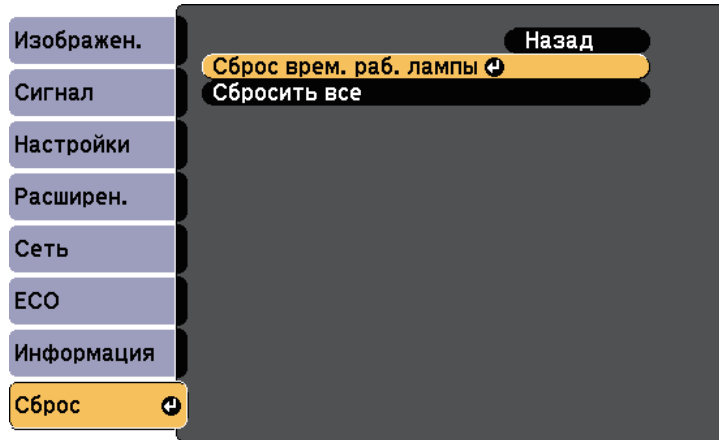 Изображен.
Сигнал
Настройки
Расширен.
Сеть
ECO
Информация
Сброс
Назад
Сброс врем. раб. лампы
Сбросить все